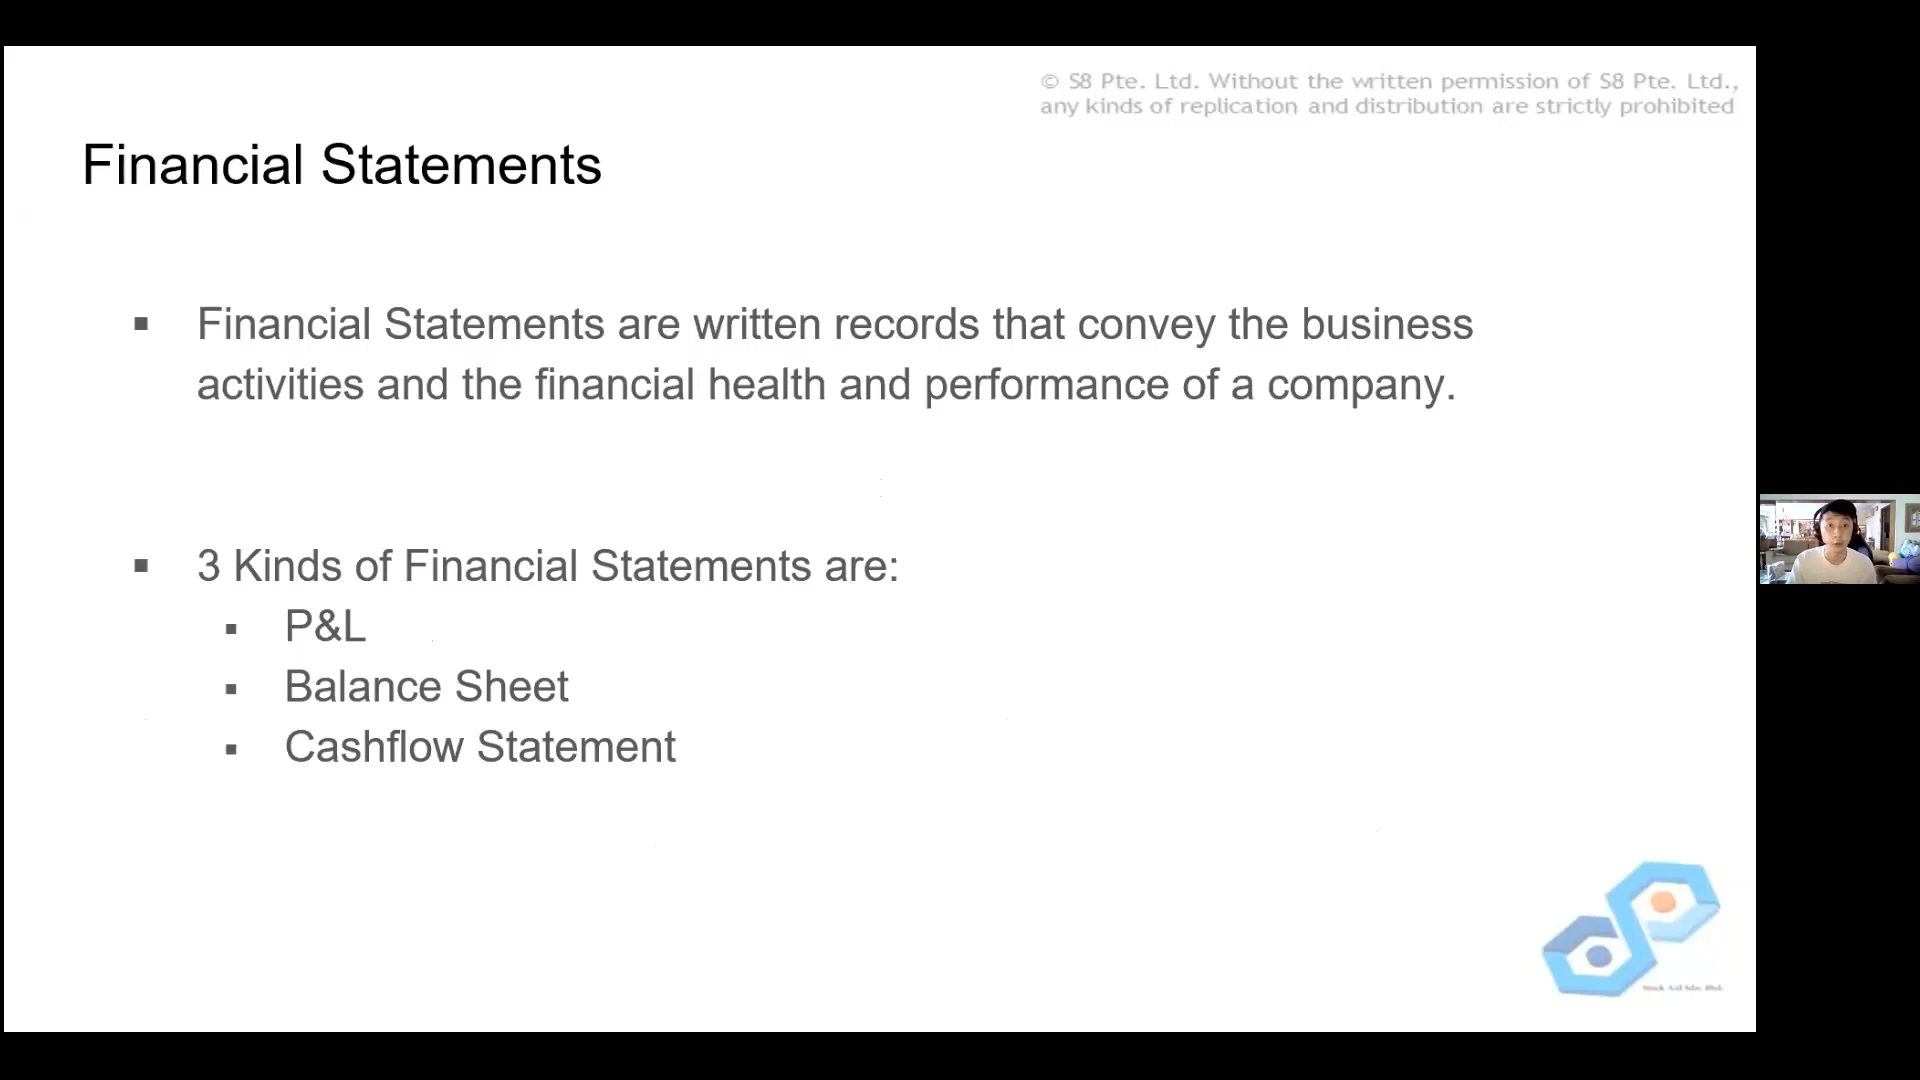 © S8 Pte. Ltd. Without the written permission of S8 Pte. Ltd.,
any kinds of replication and distribution are strictly prohibited
Financial Statements
▪ Financial Statements are written records that convey the business
activities and the financial health and performance of a company.
▪ 3 Kinds of Financial Statements are:
▪ P&L
▪ Balance Sheet
▪ Cashflow Statement